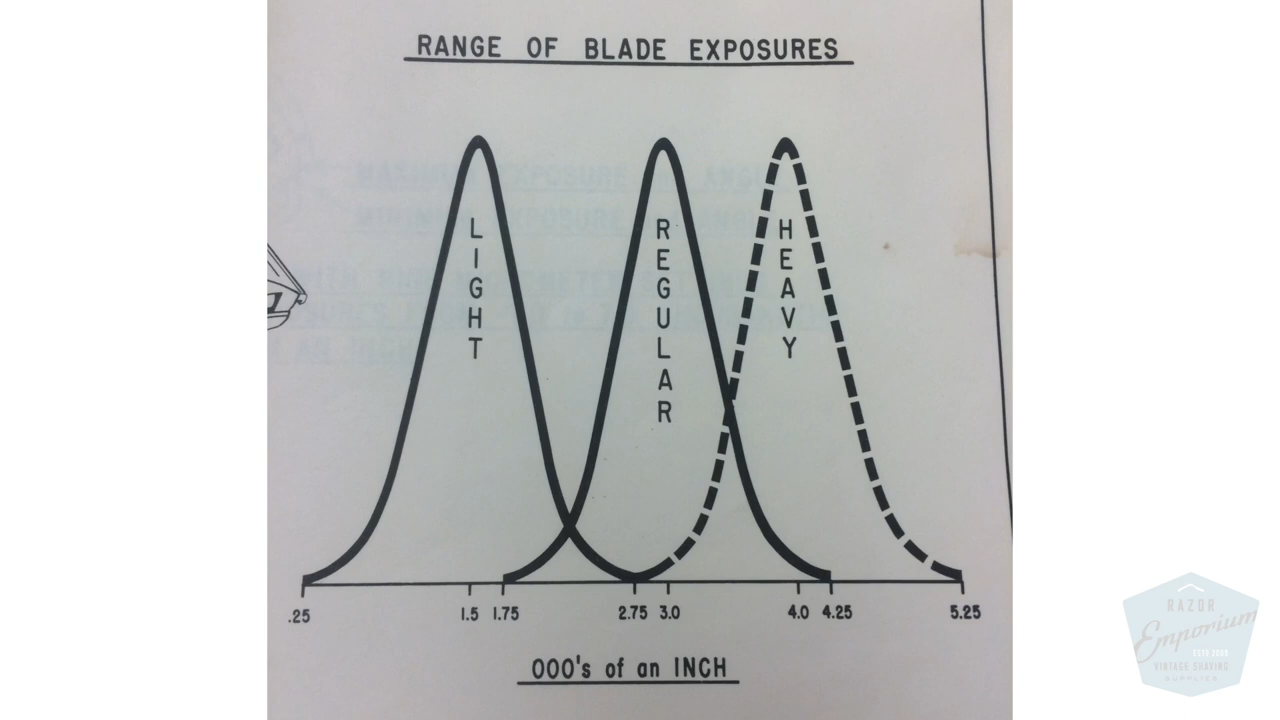 RANGE OF BLADE EXPOSURES
LIGHT
REGULAR
HEAVY
.25 1.5 1.75 2.75 3.0 4.0 4.25 5.25
000's of an INCH
RAZOR
Emporium
VINTAGE SHAVING
SUPPLIES